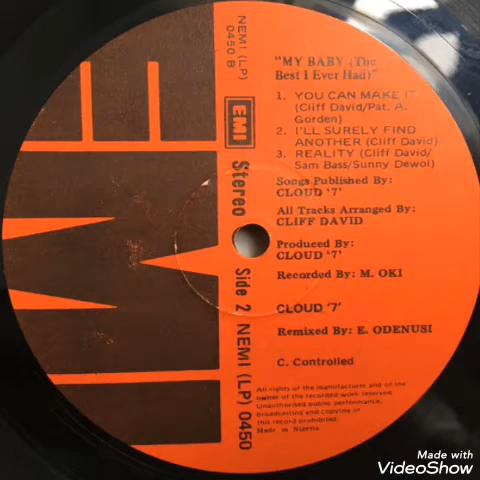 NEMI (LP)
0450 B
EMI
Stereo
Side 2 NEMI (LP) 0450
"MY BABY (The
Best I Ever Had)"
1. YOU CAN MAKE IT
(Cliff David/Pat. A.
Gorden)
2. I'LL SURELY FIND
ANOTHER (Cliff David)
3. REALITY (Cliff David/
Sam Bass/Sunny Dewol)
Songs Published By:
CLOUD '7'
All Tracks Arranged By:
CLIFF DAVID
Produced By:
CLOUD '7'
Recorded By: M. OKI
CLOUD '7'
Remixed By: E. ODENUSI
C. Controlled
All rights of the manufacturer and of the
owner of the recorded work reserved.
Unauthorised public performance,
broadcasting and copying of
this record prohibited.
Made in Nigeria
Made with
VideoShow